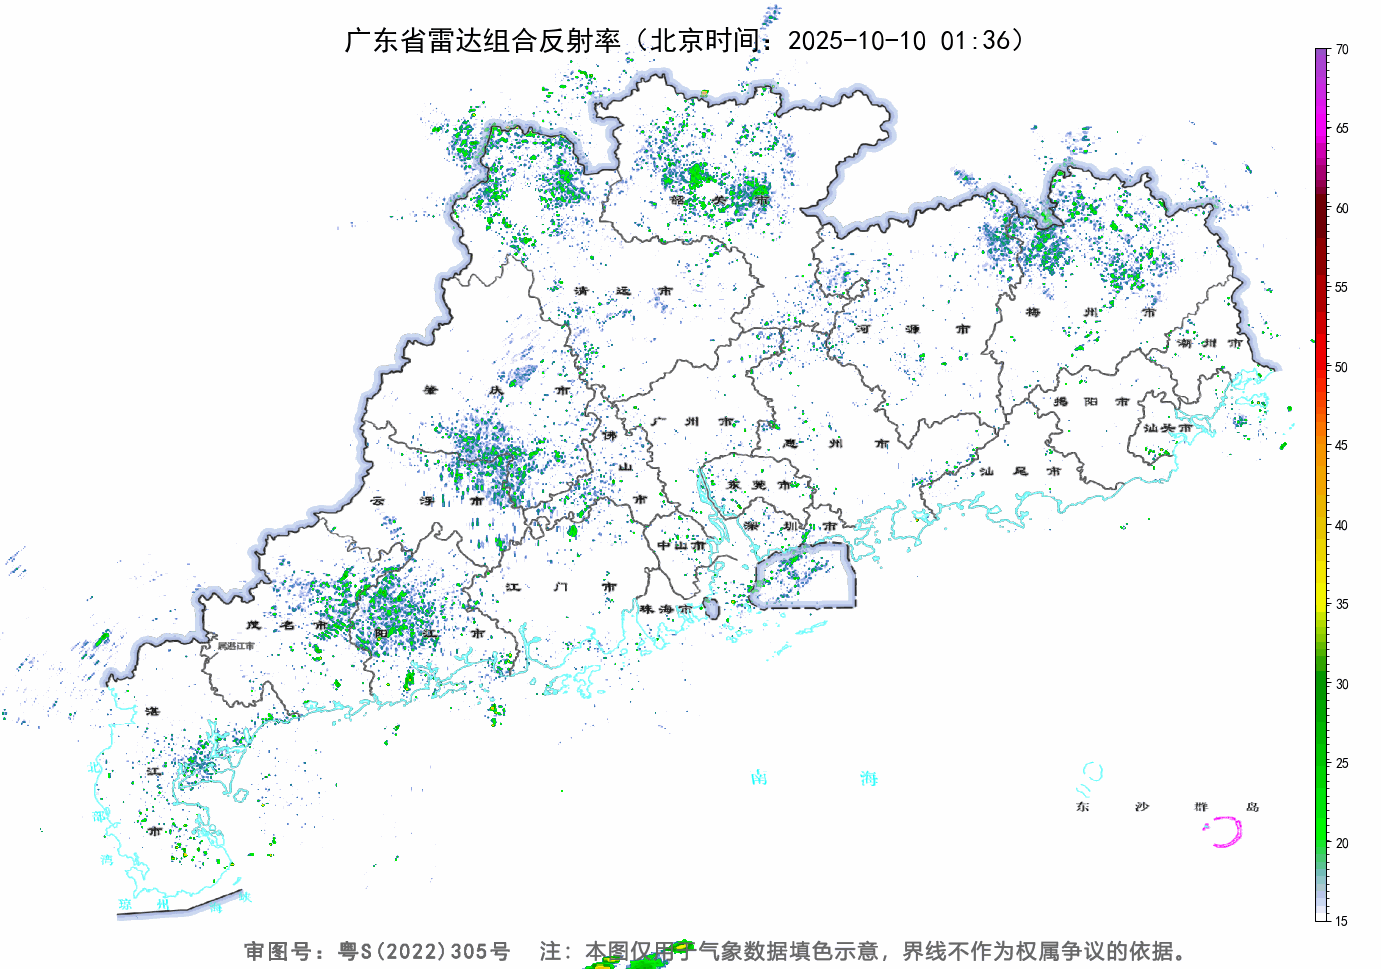 广东省雷达组合反射率（北京时间：2025-10-10 01:36）
70
65
60
55
50
45
40
35
30
25
20
15
韶 关 市
清 远 市
梅 州 市
河 源 市
潮 州 市
肇 庆 市
揭 阳 市
广 州 市
汕头市
佛 山 市
惠 州 市
汕 尾 市
东 莞 市
云 浮 市
深 圳 市
中山市
江 门 市
珠海市
茂 名 市
阳 江 市
属湛江市
湛 江 市
北 部 湾
南 海
东 沙 群 岛
琼 州 海 峡
审图号：粤S(2022)305号 注：本图仅用于气象数据填色示意，界线不作为权属争议的依据。